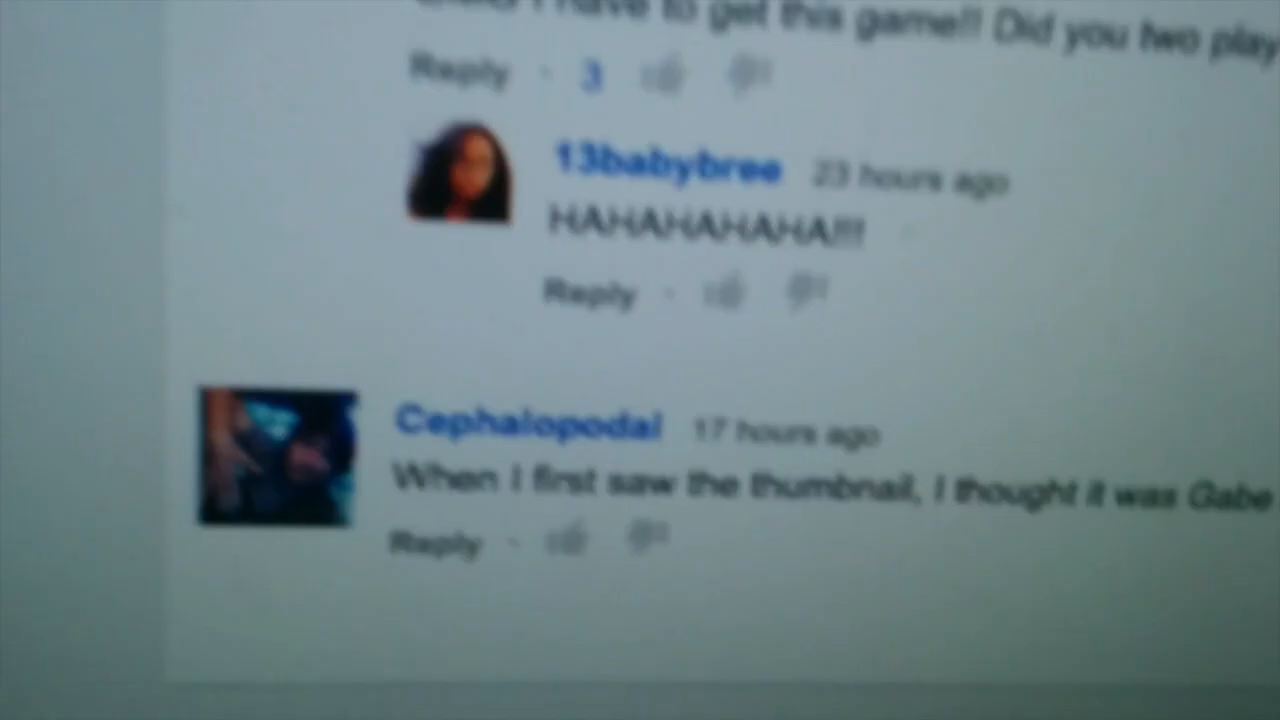 I have to get this game!! Did you two play
Reply · 3
13babybree 23 hours ago
HAHAHAHAHA!!!
Reply ·
Cephalopodal 17 hours ago
When I first saw the thumbnail, I thought it was Gabe
Reply ·